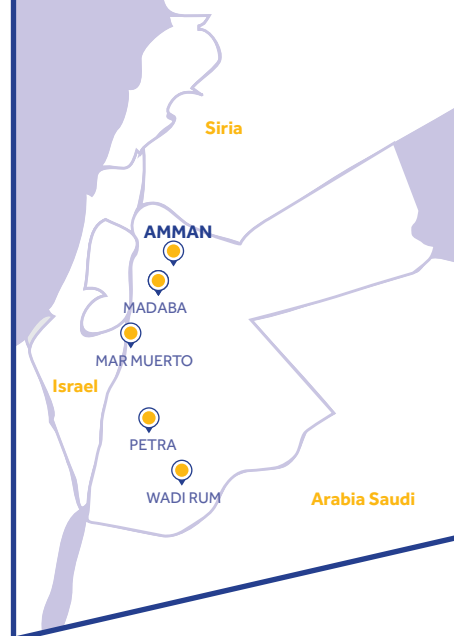 Siria
AMMAN
MADABA
MAR MUERTO
Israel
PETRA
WADI RUM
Arabia Saudi